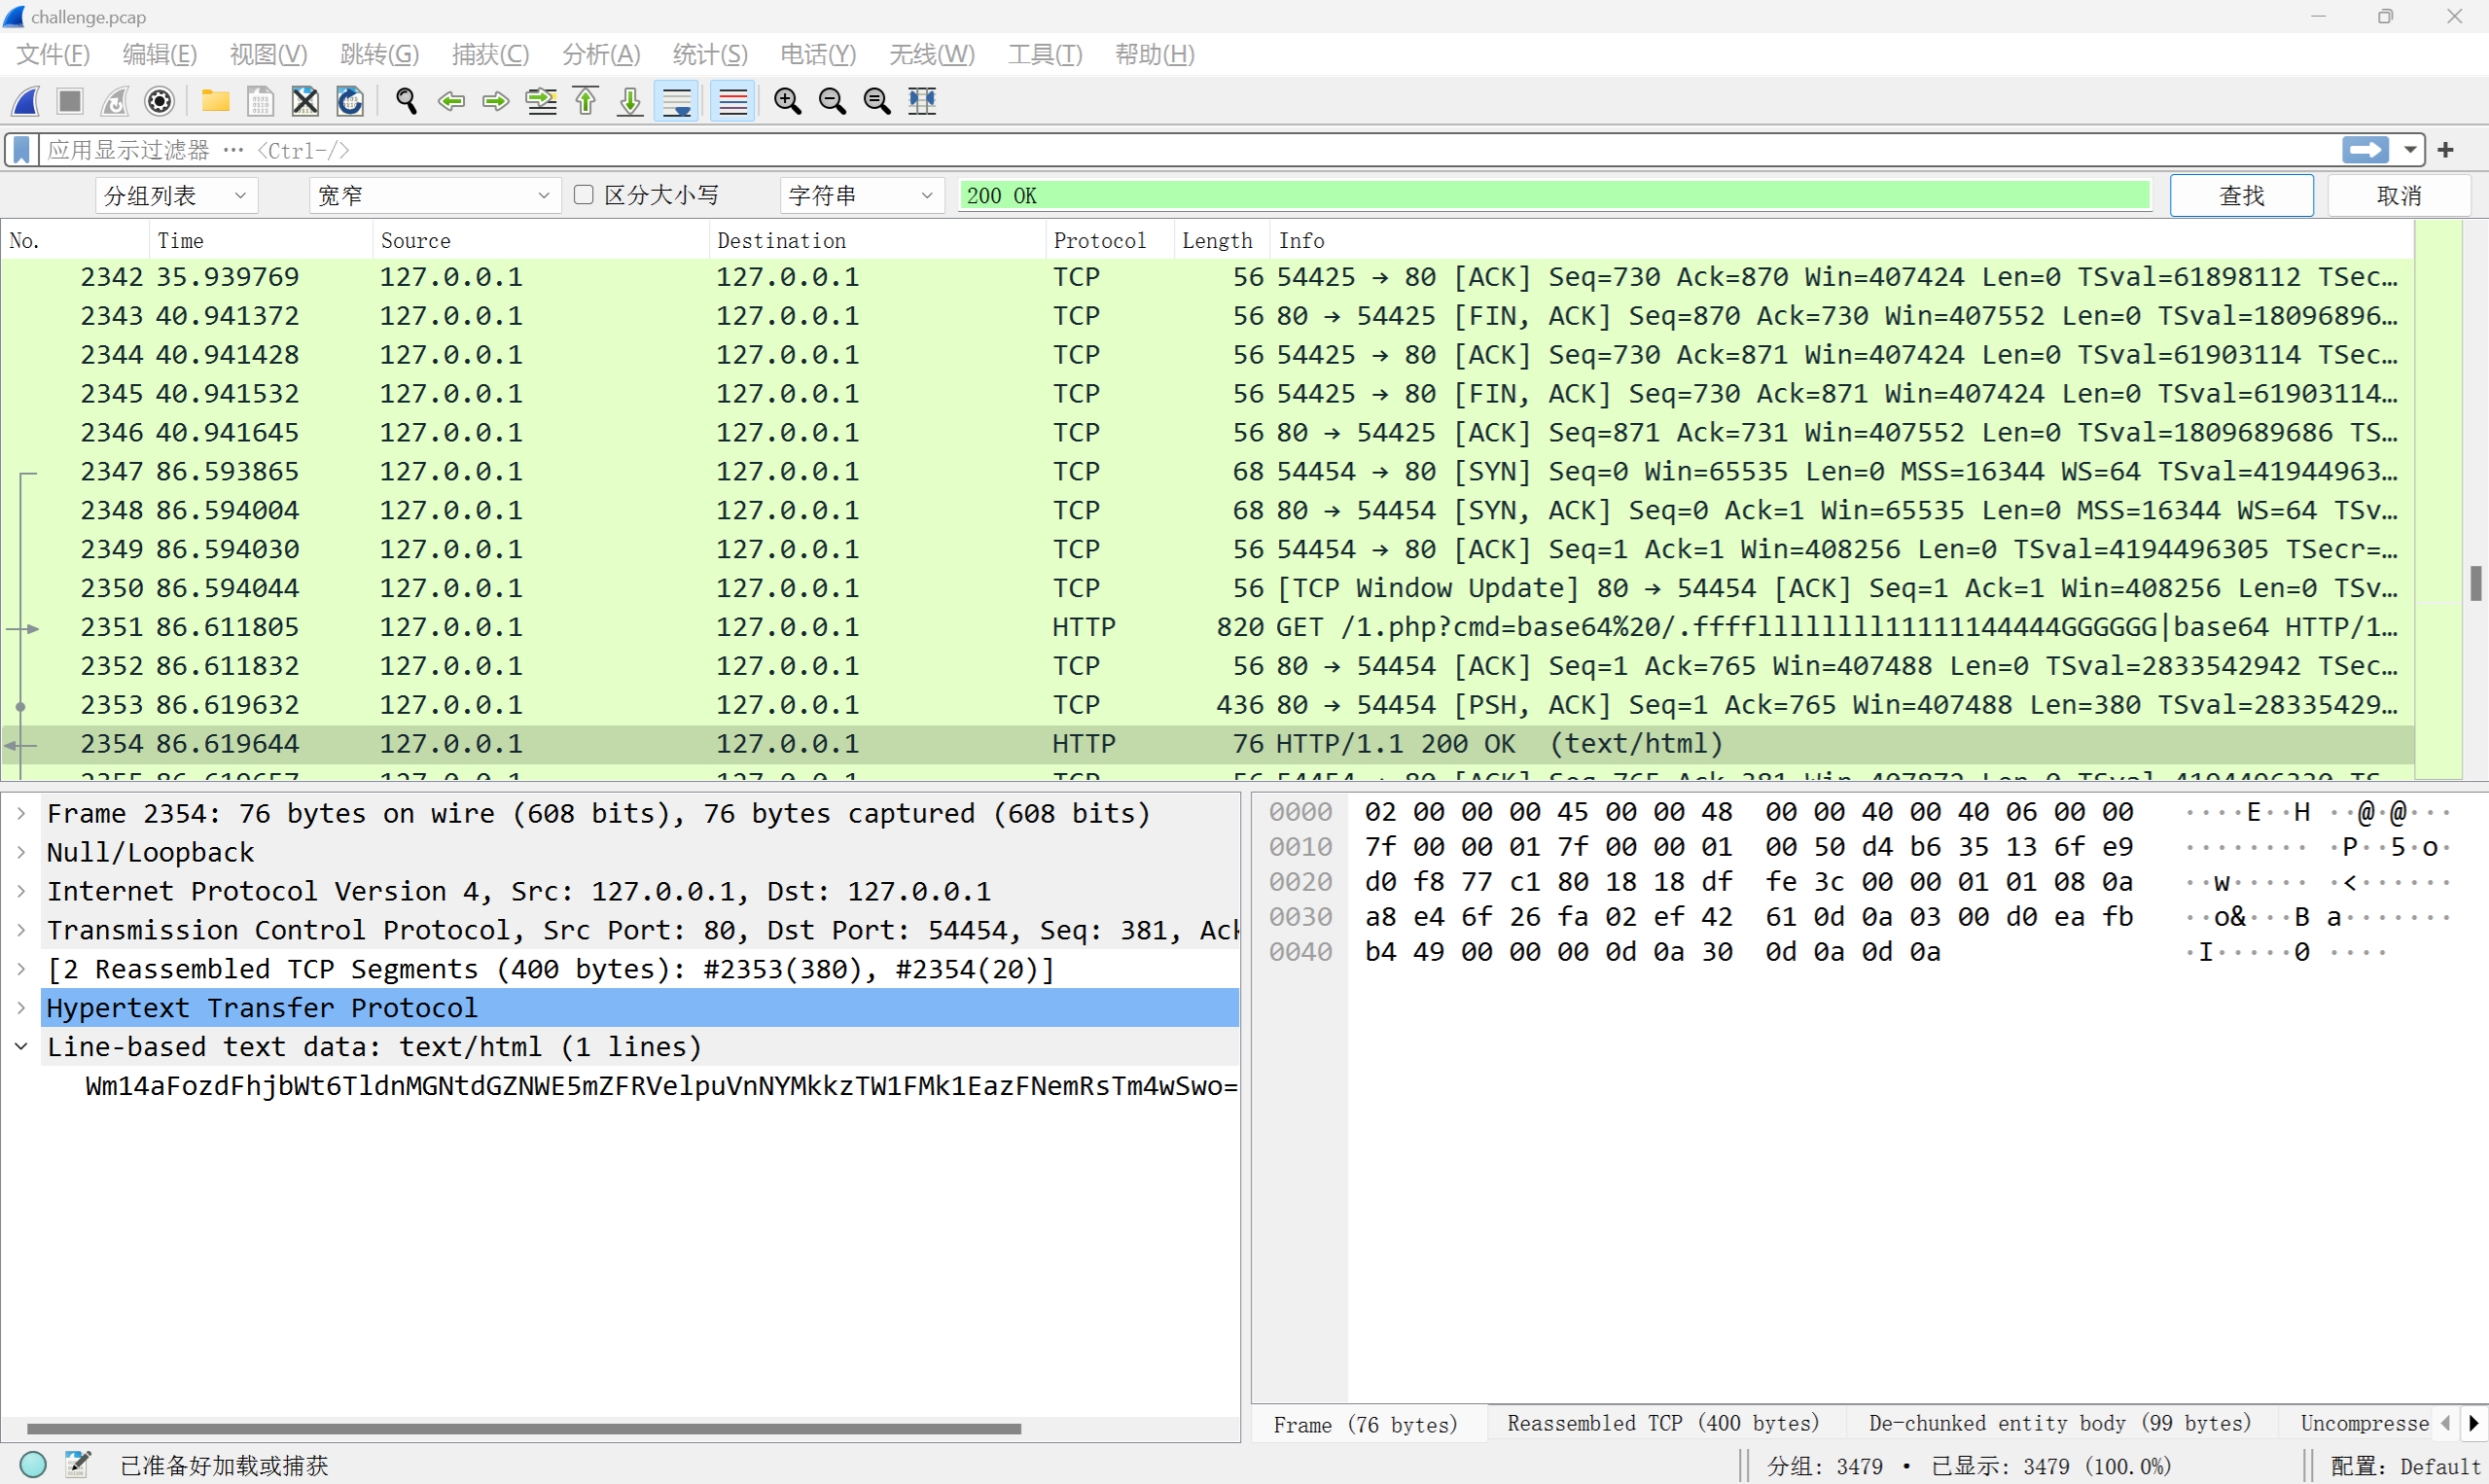 challenge.pcap
文件(F) 编辑(E) 视图(V) 跳转(G) 捕获(C) 分析(A) 统计(S) 电话(Y) 无线(W) 工具(T) 帮助(H)
应用显示过滤器 … <Ctrl-/>
分组列表 宽窄 区分大小写 字符串 200 OK 查找 取消
No. Time Source Destination Protocol Length Info
2342 35.939769 127.0.0.1 127.0.0.1 TCP 56 54425 → 80 [ACK] Seq=730 Ack=870 Win=407424 Len=0 TSval=61898112 TSec…
2343 40.941372 127.0.0.1 127.0.0.1 TCP 56 80 → 54425 [FIN, ACK] Seq=870 Ack=730 Win=407552 Len=0 TSval=18096896…
2344 40.941428 127.0.0.1 127.0.0.1 TCP 56 54425 → 80 [ACK] Seq=730 Ack=871 Win=407424 Len=0 TSval=61903114 TSec…
2345 40.941532 127.0.0.1 127.0.0.1 TCP 56 54425 → 80 [FIN, ACK] Seq=730 Ack=871 Win=407424 Len=0 TSval=61903114…
2346 40.941645 127.0.0.1 127.0.0.1 TCP 56 80 → 54425 [ACK] Seq=871 Ack=731 Win=407552 Len=0 TSval=1809689686 TS…
2347 86.593865 127.0.0.1 127.0.0.1 TCP 68 54454 → 80 [SYN] Seq=0 Win=65535 Len=0 MSS=16344 WS=64 TSval=41944963…
2348 86.594004 127.0.0.1 127.0.0.1 TCP 68 80 → 54454 [SYN, ACK] Seq=0 Ack=1 Win=65535 Len=0 MSS=16344 WS=64 TSv…
2349 86.594030 127.0.0.1 127.0.0.1 TCP 56 54454 → 80 [ACK] Seq=1 Ack=1 Win=408256 Len=0 TSval=4194496305 TSecr=…
2350 86.594044 127.0.0.1 127.0.0.1 TCP 56 [TCP Window Update] 80 → 54454 [ACK] Seq=1 Ack=1 Win=408256 Len=0 TSv…
2351 86.611805 127.0.0.1 127.0.0.1 HTTP 820 GET /1.php?cmd=base64%20/.ffffllllllll11111144444GGGGGG|base64 HTTP/1…
2352 86.611832 127.0.0.1 127.0.0.1 TCP 56 80 → 54454 [ACK] Seq=1 Ack=765 Win=407488 Len=0 TSval=2833542942 TSec…
2353 86.619632 127.0.0.1 127.0.0.1 TCP 436 80 → 54454 [PSH, ACK] Seq=1 Ack=765 Win=407488 Len=380 TSval=28335429…
2354 86.619644 127.0.0.1 127.0.0.1 HTTP 76 HTTP/1.1 200 OK (text/html)
Frame 2354: 76 bytes on wire (608 bits), 76 bytes captured (608 bits)
Null/Loopback
Internet Protocol Version 4, Src: 127.0.0.1, Dst: 127.0.0.1
Transmission Control Protocol, Src Port: 80, Dst Port: 54454, Seq: 381, Ack
[2 Reassembled TCP Segments (400 bytes): #2353(380), #2354(20)]
Hypertext Transfer Protocol
Line-based text data: text/html (1 lines)
Wm14aFozdFhjbWt6TldnMGNtdGZNWE5mZFRVelpuVnNYMkkzTW1FMk1EazFNemRsTm4wSwo=
0000 02 00 00 00 45 00 00 48 00 00 40 00 40 06 00 00 ····E··H ··@·@···
0010 7f 00 00 01 7f 00 00 01 00 50 d4 b6 35 13 6f e9 ········ ·P··5·o·
0020 d0 f8 77 c1 80 18 18 df fe 3c 00 00 01 01 08 0a ··w····· ·<······
0030 a8 e4 6f 26 fa 02 ef 42 61 0d 0a 03 00 d0 ea fb ··o&···B a·······
0040 b4 49 00 00 00 0d 0a 30 0d 0a 0d 0a ·I·····0 ····
Frame (76 bytes) Reassembled TCP (400 bytes) De-chunked entity body (99 bytes) Uncompresse
已准备好加载或捕获 分组: 3479 · 已显示: 3479 (100.0%) 配置: Default